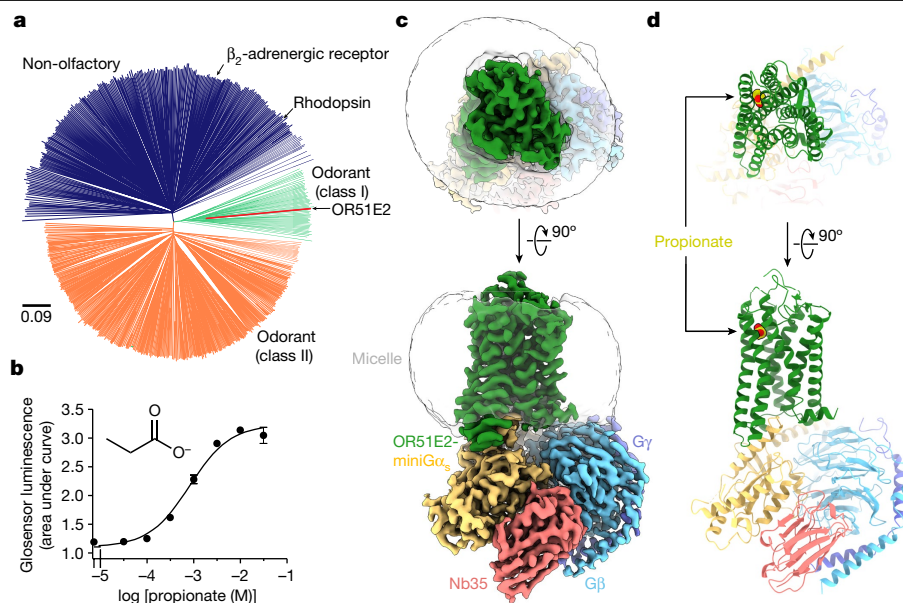 a
Non-olfactory
β2-adrenergic receptor
Rhodopsin
Odorant
(class I)
OR51E2
0.09
Odorant
(class II)
b
Glosensor luminescence
(area under curve)
3.5
3.0
2.5
2.0
1.5
1.0
O
O−
−5
−4
−3
−2
−1
log [propionate (M)]
c
90º
Micelle
OR51E2-
miniGαs
Gγ
Nb35
Gβ
d
Propionate
90º